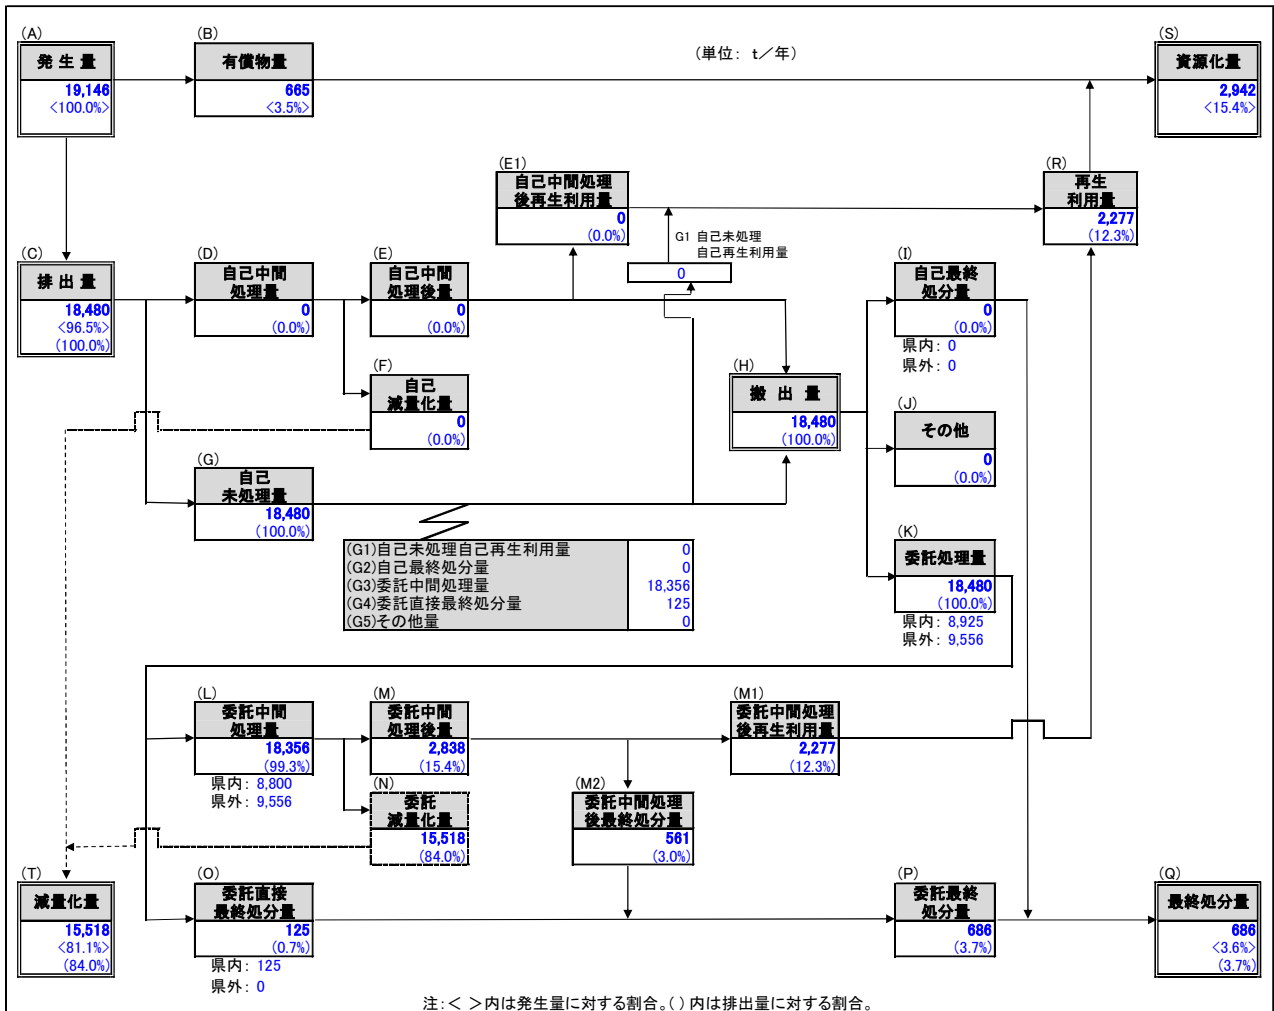 (A)
発 生 量
19,146
<100.0%>
(B)
有償物量
665
<3.5%>
(単位: t/年)
(S)
資源化量
2,942
<15.4%>
(E1)
自己中間処理
後再生利用量
0
(0.0%)
(R)
再生
利用量
2,277
(12.3%)
G1 自己未処理
自己再生利用量
0
(C)
排 出 量
18,480
<96.5%>
(100.0%)
(D)
自己中間
処理量
0
(0.0%)
(E)
自己中間
処理後量
0
(0.0%)
(I)
自己最終
処分量
0
(0.0%)
県内: 0
県外: 0
(F)
自己
減量化量
0
(0.0%)
(H)
搬 出 量
18,480
(100.0%)
(J)
その他
0
(0.0%)
(G)
自己
未処理量
18,480
(100.0%)
(G1)自己未処理自己再生利用量 0
(G2)自己最終処分量 0
(G3)委託中間処理量 18,356
(G4)委託直接最終処分量 125
(G5)その他量 0
(K)
委託処理量
18,480
(100.0%)
県内: 8,925
県外: 9,556
(L)
委託中間
処理量
18,356
(99.3%)
県内: 8,800
県外: 9,556
(M)
委託中間
処理後量
2,838
(15.4%)
(M1)
委託中間処理
後再生利用量
2,277
(12.3%)
(N)
委託
減量化量
15,518
(84.0%)
(M2)
委託中間処理
後最終処分量
561
(3.0%)
(T)
減量化量
15,518
<81.1%>
(84.0%)
(O)
委託直接
最終処分量
125
(0.7%)
県内: 125
県外: 0
(P)
委託最終
処分量
686
(3.7%)
(Q)
最終処分量
686
<3.6%>
(3.7%)
注:< >内は発生量に対する割合。( )内は排出量に対する割合。